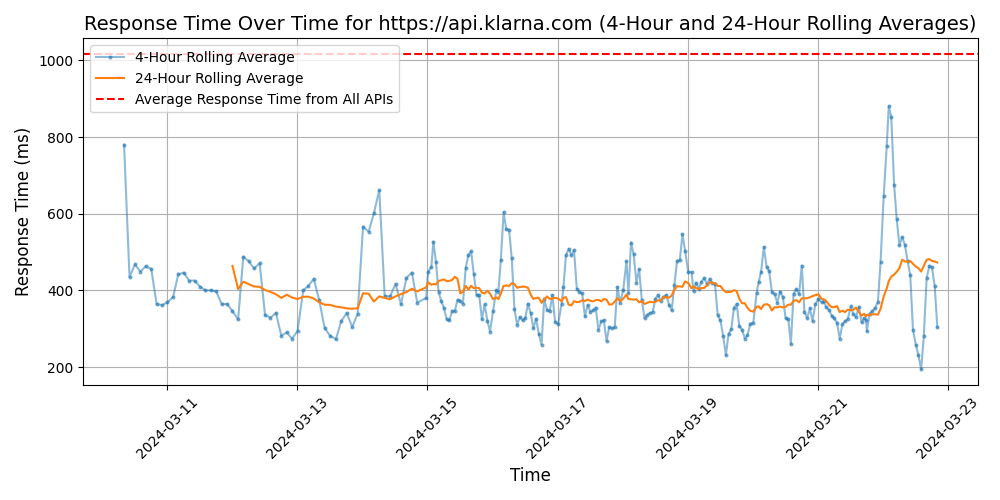 Response Time Over Time for https://api.klarna.com (4-Hour and 24-Hour Rolling Averages)
4-Hour Rolling Average
24-Hour Rolling Average
Average Response Time from All APIs
Response Time (ms)
1000
800
600
400
200
2024-03-11
2024-03-13
2024-03-15
2024-03-17
2024-03-19
2024-03-21
2024-03-23
Time